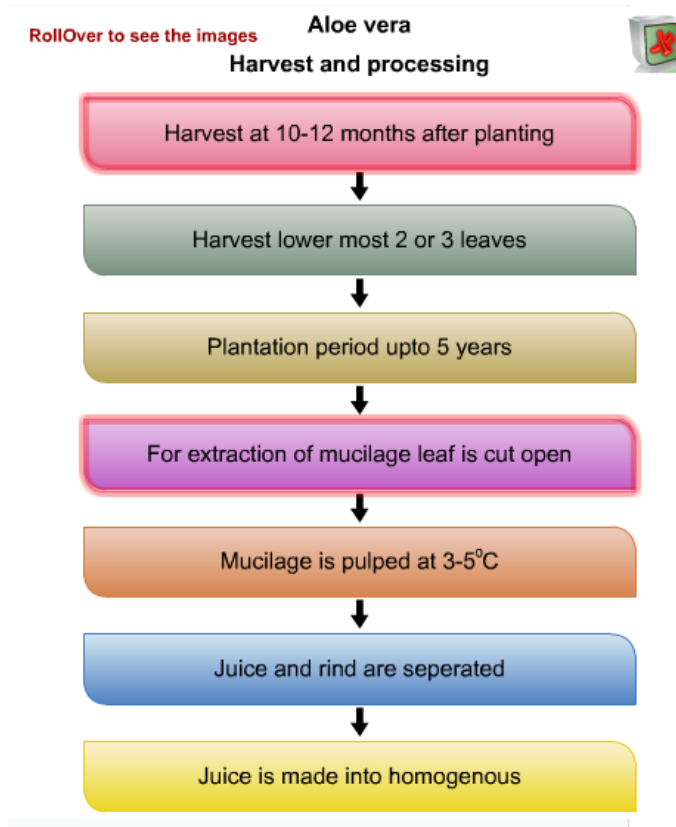 RollOver to see the images
Aloe vera
Harvest and processing
Harvest at 10-12 months after planting
Harvest lower most 2 or 3 leaves
Plantation period upto 5 years
For extraction of mucilage leaf is cut open
Mucilage is pulped at 3-5⁰C
Juice and rind are seperated
Juice is made into homogenous